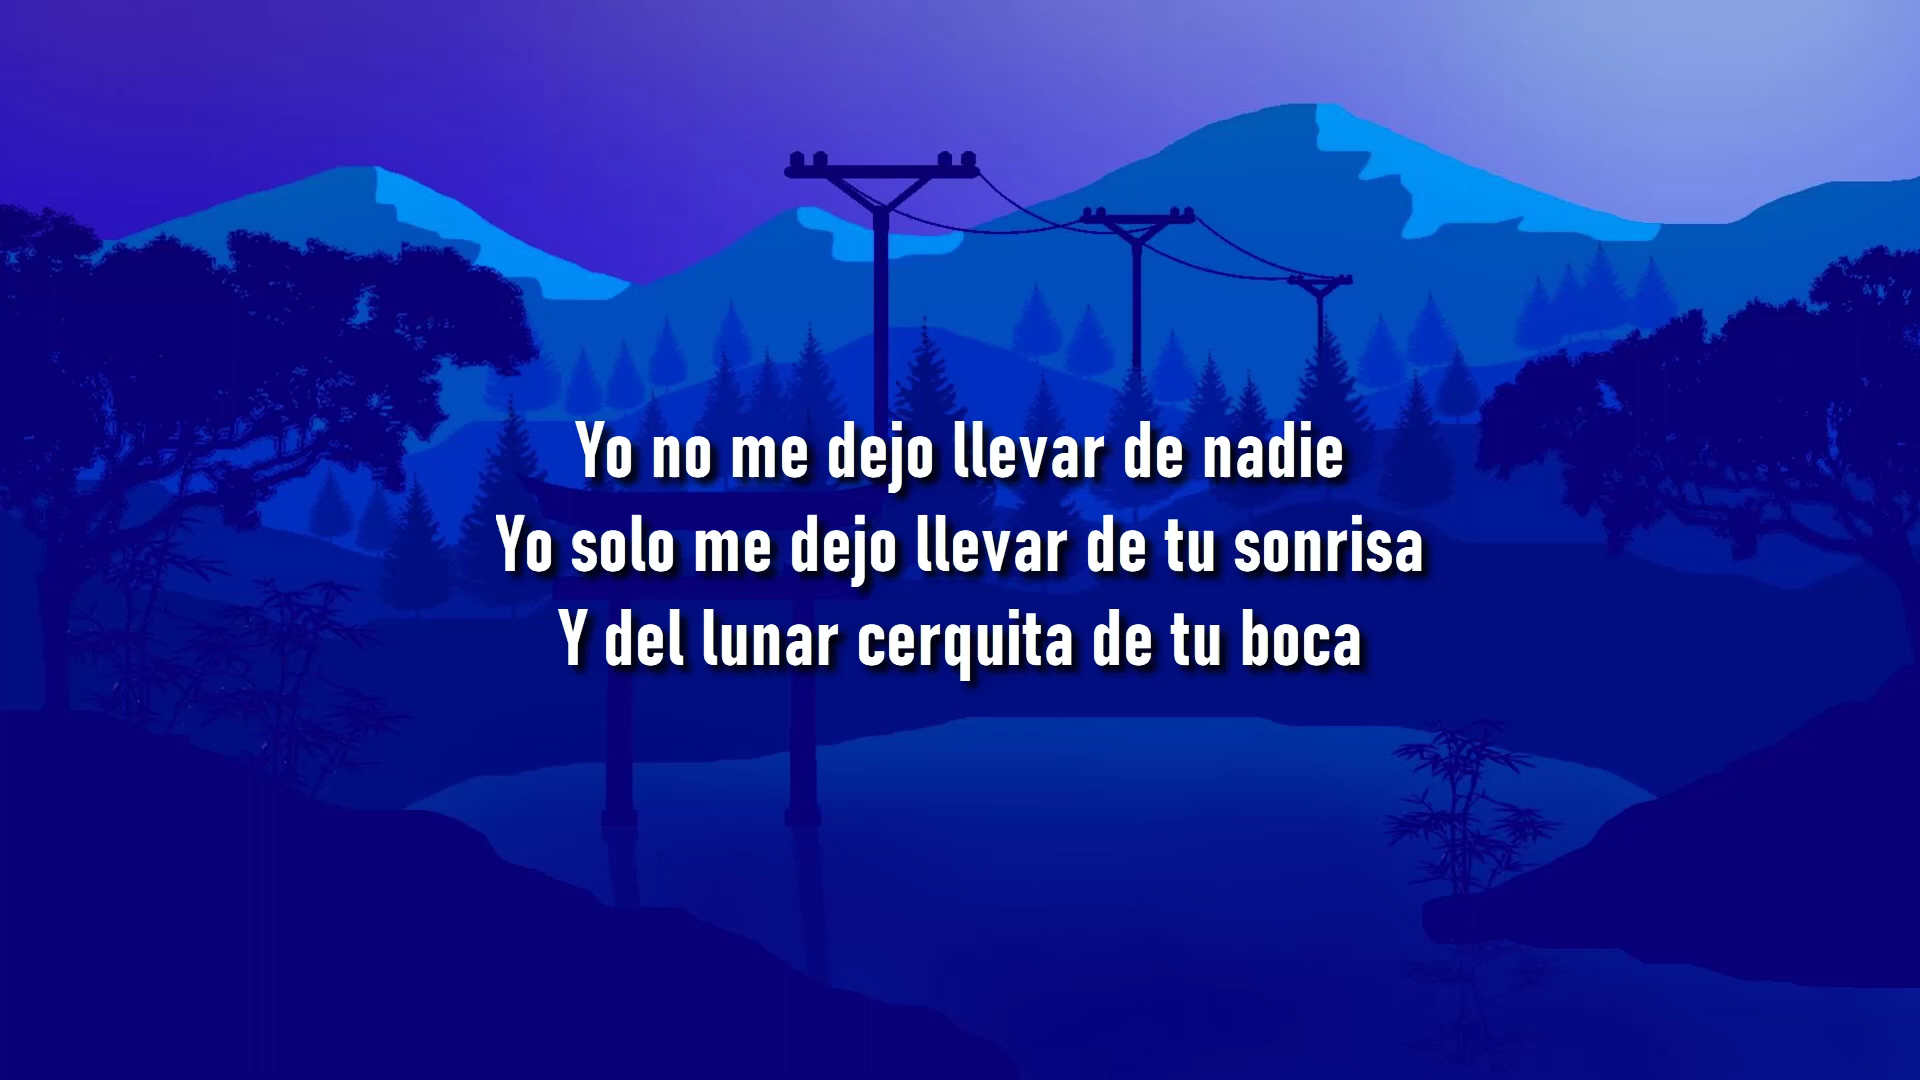 Yo no me dejo llevar de nadie
Yo solo me dejo llevar de tu sonrisa
Y del lunar cerquita de tu boca